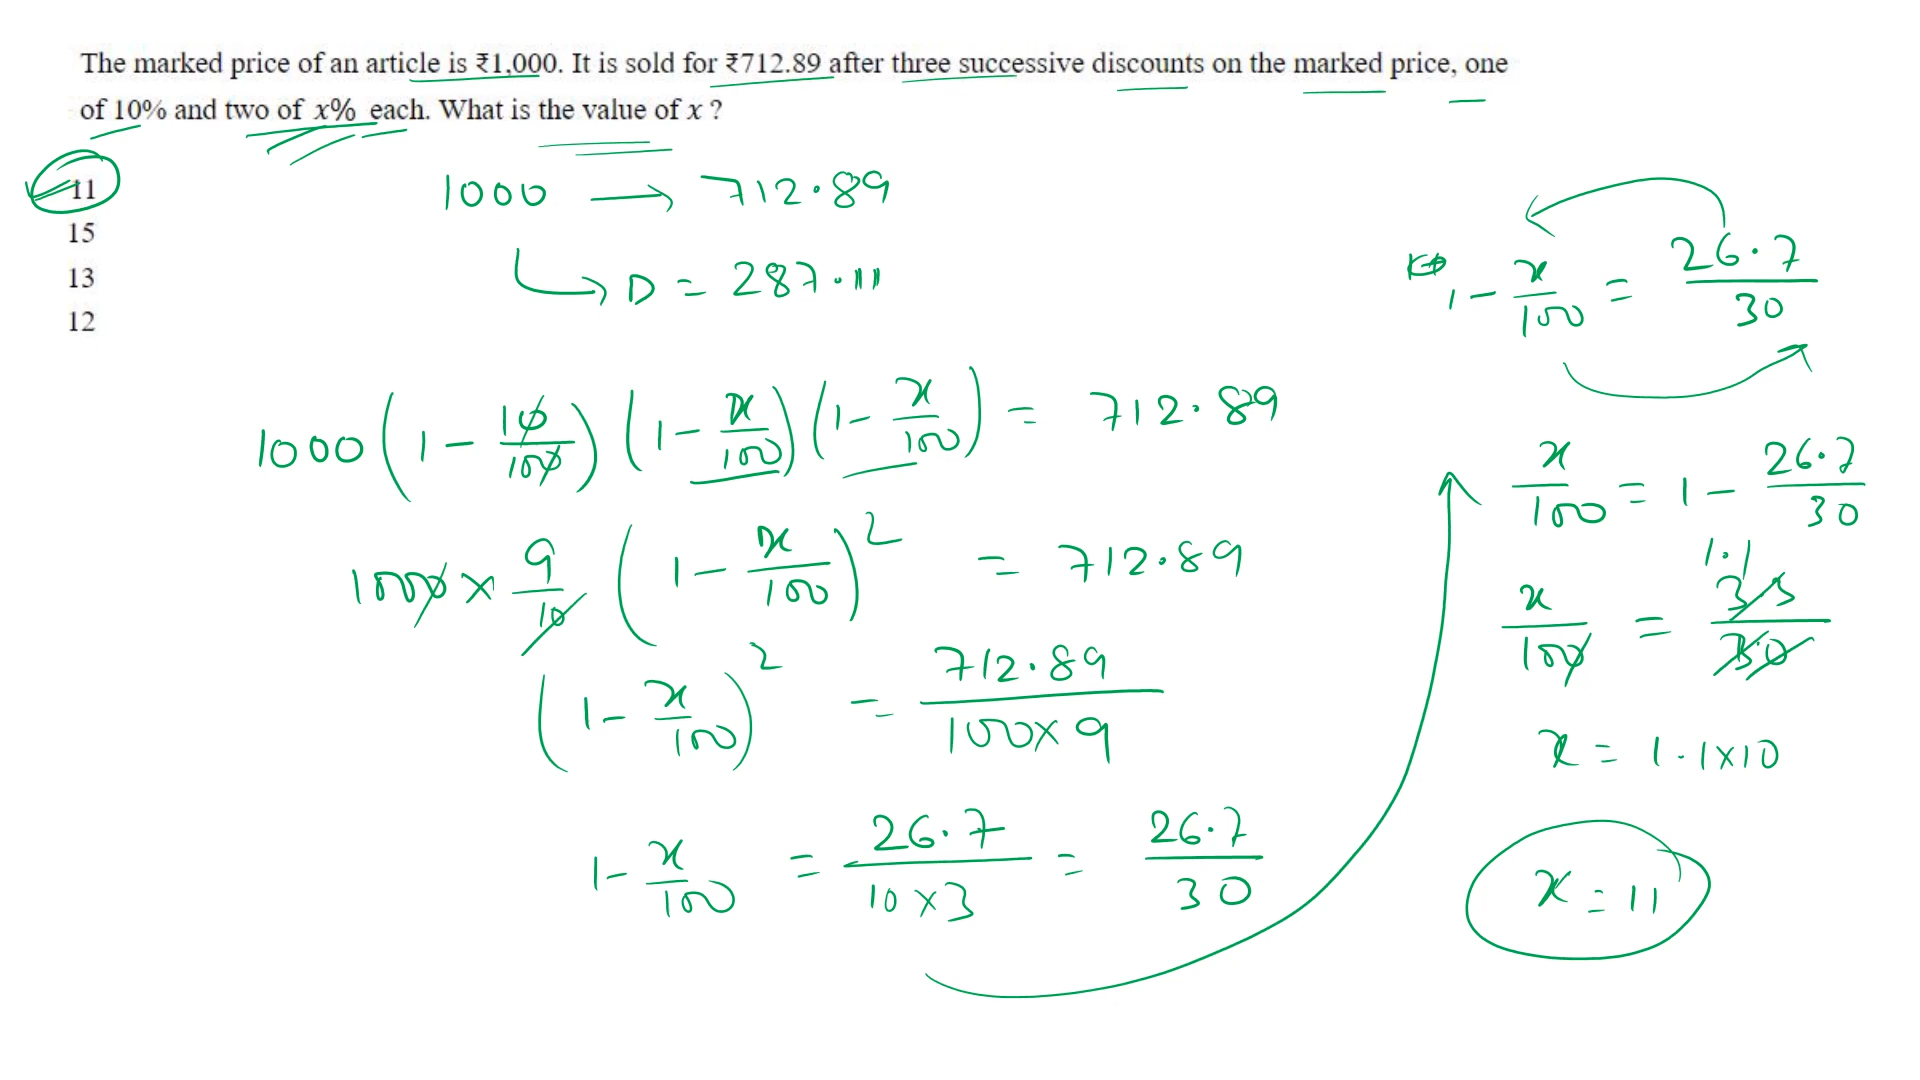 The marked price of an article is ₹1,000. It is sold for ₹712.89 after three successive discounts on the marked price, one
of 10% and two of x% each. What is the value of x ?
11
15
13
12
1000 → 712.89
↳ D = 287.11
1000 (1 - 10/100) (1 - x/100) (1 - x/100) = 712.89
1000 × 9/10 (1 - x/100)² = 712.89
(1 - x/100)² = 712.89/100×9
1 - x/100 = 26.7/10×3 = 26.7/30
1 - x/100 = 26.7/30
x/100 = 1 - 26.7/30
1.1
x/100 = 3.3/30
x = 1.1×10
x = 11